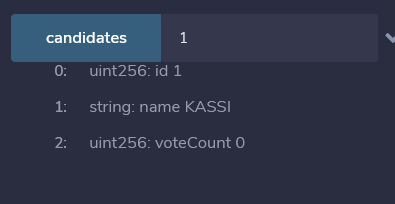 candidates 1
0: uint256: id 1
1: string: name KASSI
2: uint256: voteCount 0